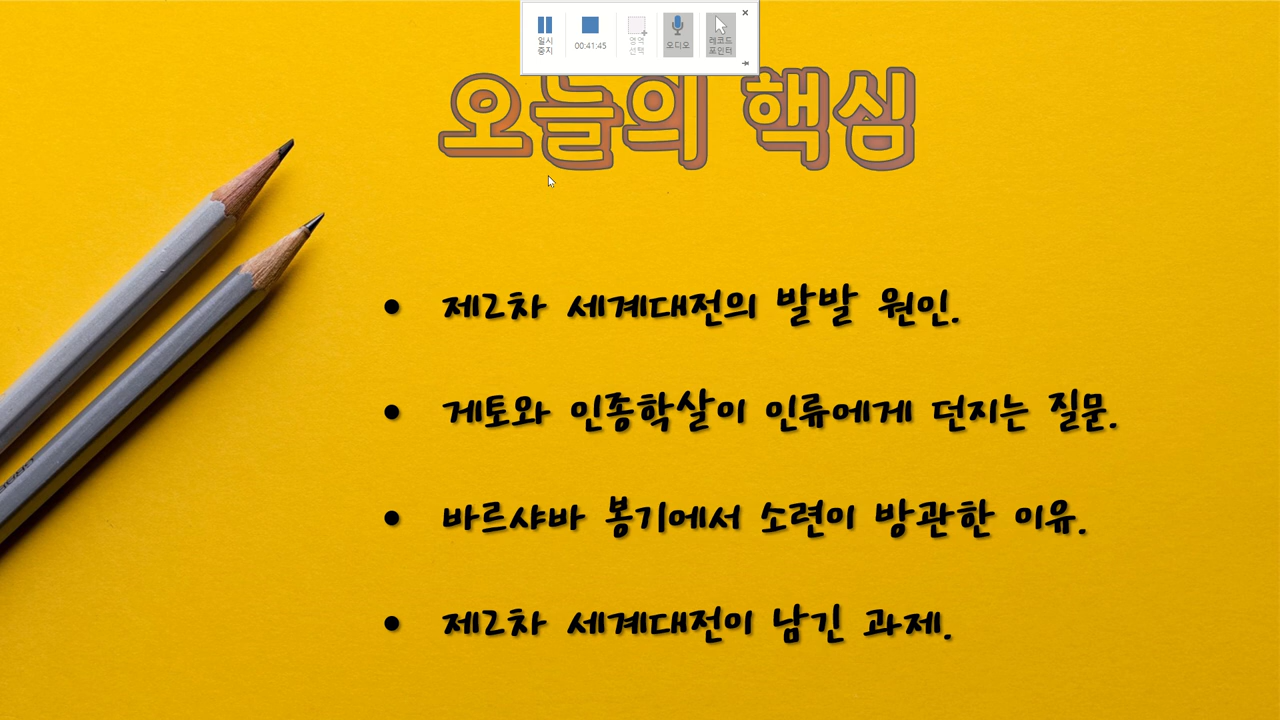 일시
중지
00:41:45
영역
선택
오디오
레코드
포인터
오늘의 핵심
• 제2차 세계대전의 발발 원인.
• 게토와 인종학살이 인류에게 던지는 질문.
• 바르샤바 봉기에서 소련이 방관한 이유.
• 제2차 세계대전이 남긴 과제.